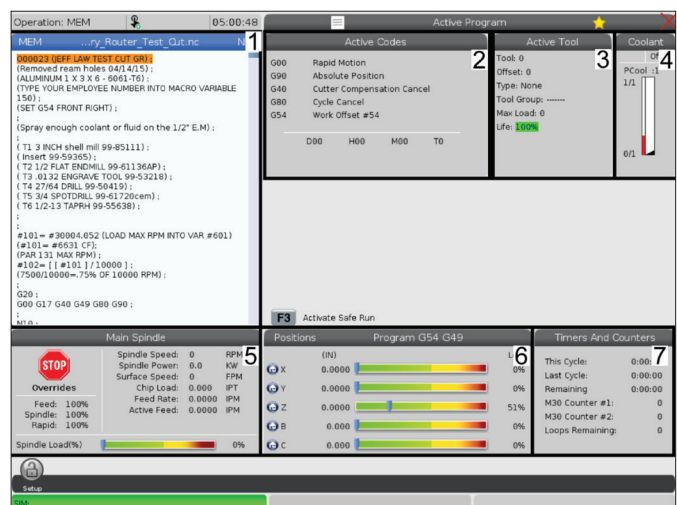 Operation: MEM
05:00:48
Active Program
MEM ...ry_Router_Test_Cut.nc N 1
O00023 (JEFF LAW TEST CUT GR) ;
(Removed ream holes 04/14/15) ;
(ALUMINUM 1 X 3 X 6 - 6061-T6) ;
(TYPE YOUR EMPLOYEE NUMBER INTO MACRO VARIABLE
150) ;
(SET G54 FRONT RIGHT) ;
;
(Spray enough coolant or fluid on the 1/2" E.M) ;
;
( T1 3 INCH shell mill 99-85111) ;
( Insert 99-59365) ;
( T2 1/2 FLAT ENDMILL 99-61136AP) ;
( T3 .0132 ENGRAVE TOOL 99-53218) ;
( T4 27/64 DRILL 99-50419) ;
( T5 3/4 SPOTDRILL 99-61720cem) ;
( T6 1/2-13 TAPRH 99-55638) ;
;
;
#101= #30004.052 (LOAD MAX RPM INTO VAR #601)
(#101= #6631 CF);
(PAR 131 MAX RPM) ;
#102= [ [ #101 ] / 10000 ] ;
(7500/10000=.75% OF 10000 RPM) ;
;
G20 ;
G00 G17 G40 G49 G80 G90 ;
;
N10 ;
Active Codes
2
G00 Rapid Motion
G90 Absolute Position
G40 Cutter Compensation Cancel
G80 Cycle Cancel
G54 Work Offset #54
D00 H00 M00 T0
Active Tool
3
Tool: 0
Offset: 0
Type: None
Tool Group: -------
Max Load: 0
Life: 100%
Coolant
4
Of
PCool :1
1/1
0/1
F3 Activate Safe Run
Main Spindle
5
STOP
Overrides
Feed: 100%
Spindle: 100%
Rapid: 100%
Spindle Speed: 0 RPM
Spindle Power: 0.0 KW
Surface Speed: 0 FPM
Chip Load: 0.000 IPT
Feed Rate: 0.0000 IPM
Active Feed: 0.0000 IPM
Spindle Load(%) 0%
Positions Program G54 G49
6
(IN) L
X 0.0000 0%
Y 0.0000 0%
Z 0.0000 51%
B 0.000 0%
C 0.000 0%
Timers And Counters
7
This Cycle: 0:00:
Last Cycle: 0:00:00
Remaining 0:00:00
M30 Counter #1: 0
M30 Counter #2: 0
Loops Remaining: 0
Setup
SIM: